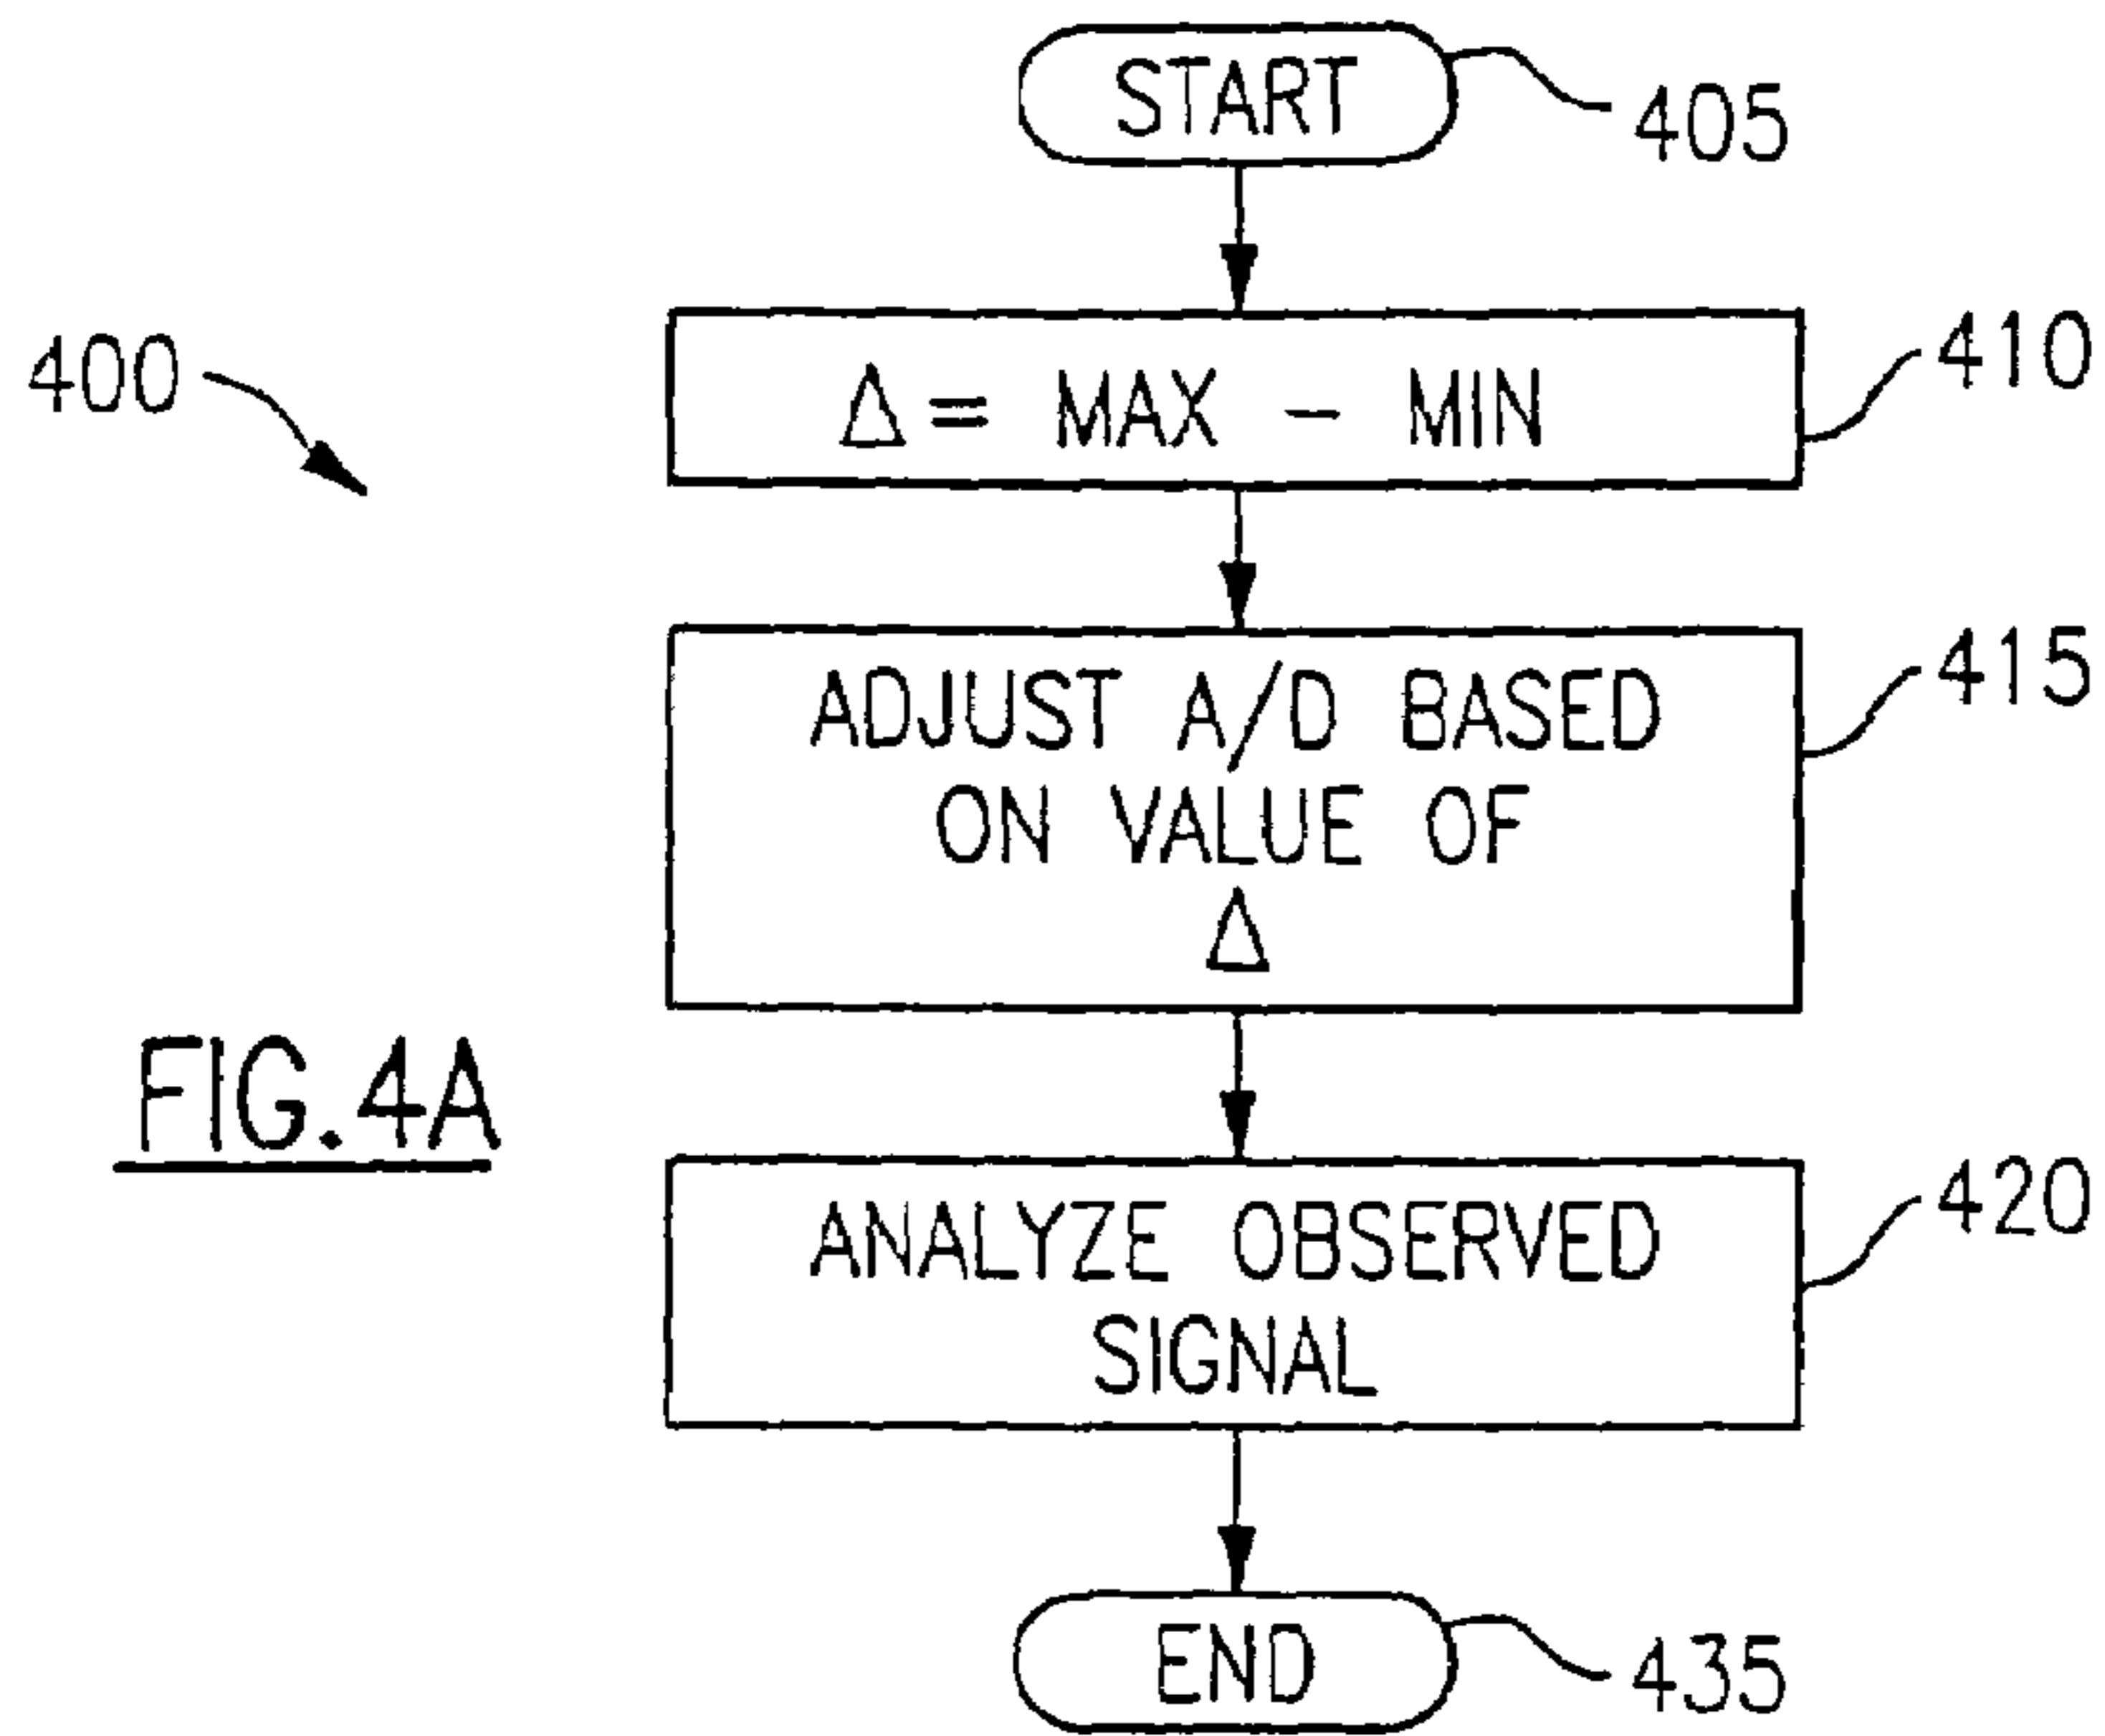 START
405
400
Δ = MAX - MIN
410
ADJUST A/D BASED
ON VALUE OF
Δ
415
FIG.4A
ANALYZE OBSERVED
SIGNAL
420
END
435